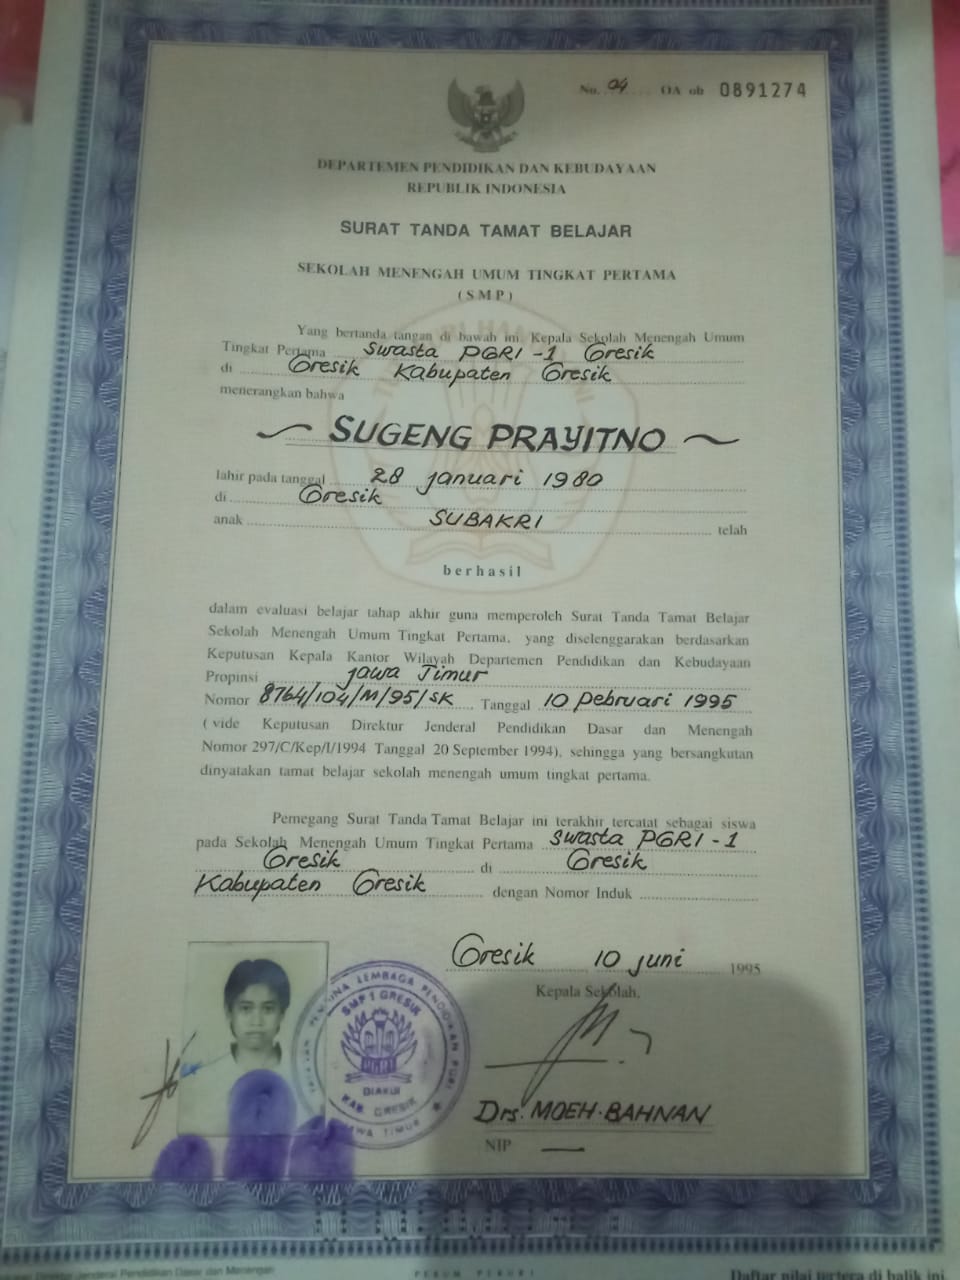 No. 04 OA ob 0891274
DEPARTEMEN PENDIDIKAN DAN KEBUDAYAAN
REPUBLIK INDONESIA
SURAT TANDA TAMAT BELAJAR
SEKOLAH MENENGAH UMUM TINGKAT PERTAMA
( S M P )
Yang bertanda tangan di bawah ini, Kepala Sekolah Menengah Umum
Tingkat Pertama Swasta PGRI - 1 Gresik
di Gresik Kabupaten Gresik
menerangkan bahwa
~ SUGENG PRAYITNO ~
lahir pada tanggal 28 Januari 1980
di Gresik
anak SUBAKRI telah
berhasil
dalam evaluasi belajar tahap akhir guna memperoleh Surat Tanda Tamat Belajar
Sekolah Menengah Umum Tingkat Pertama, yang diselenggarakan berdasarkan
Keputusan Kepala Kantor Wilayah Departemen Pendidikan dan Kebudayaan
Propinsi Jawa Timur
Nomor 8764/104/M/95/SK Tanggal 10 Pebruari 1995
( vide Keputusan Direktur Jenderal Pendidikan Dasar dan Menengah
Nomor 297/C/Kep/I/1994 Tanggal 20 September 1994), sehingga yang bersangkutan
dinyatakan tamat belajar sekolah menengah umum tingkat pertama.
Pemegang Surat Tanda Tamat Belajar ini terakhir tercatat sebagai siswa
pada Sekolah Menengah Umum Tingkat Pertama Swasta PGRI - 1
Gresik di Gresik
Kabupaten Gresik dengan Nomor Induk
Gresik 10 Juni 1995
Kepala Sekolah,
LEMBAGA PENDIDIKAN
SMP 1 GRESIK
PGRI
DIAKUI
KAB. GRESIK
JAWA TIMUR
Drs. MOEH. BAHNAN
NIP —
Jenderal Pendidikan Dasar dan Menengah
PERUM PERURI
Daftar nilai tertera di balik ini